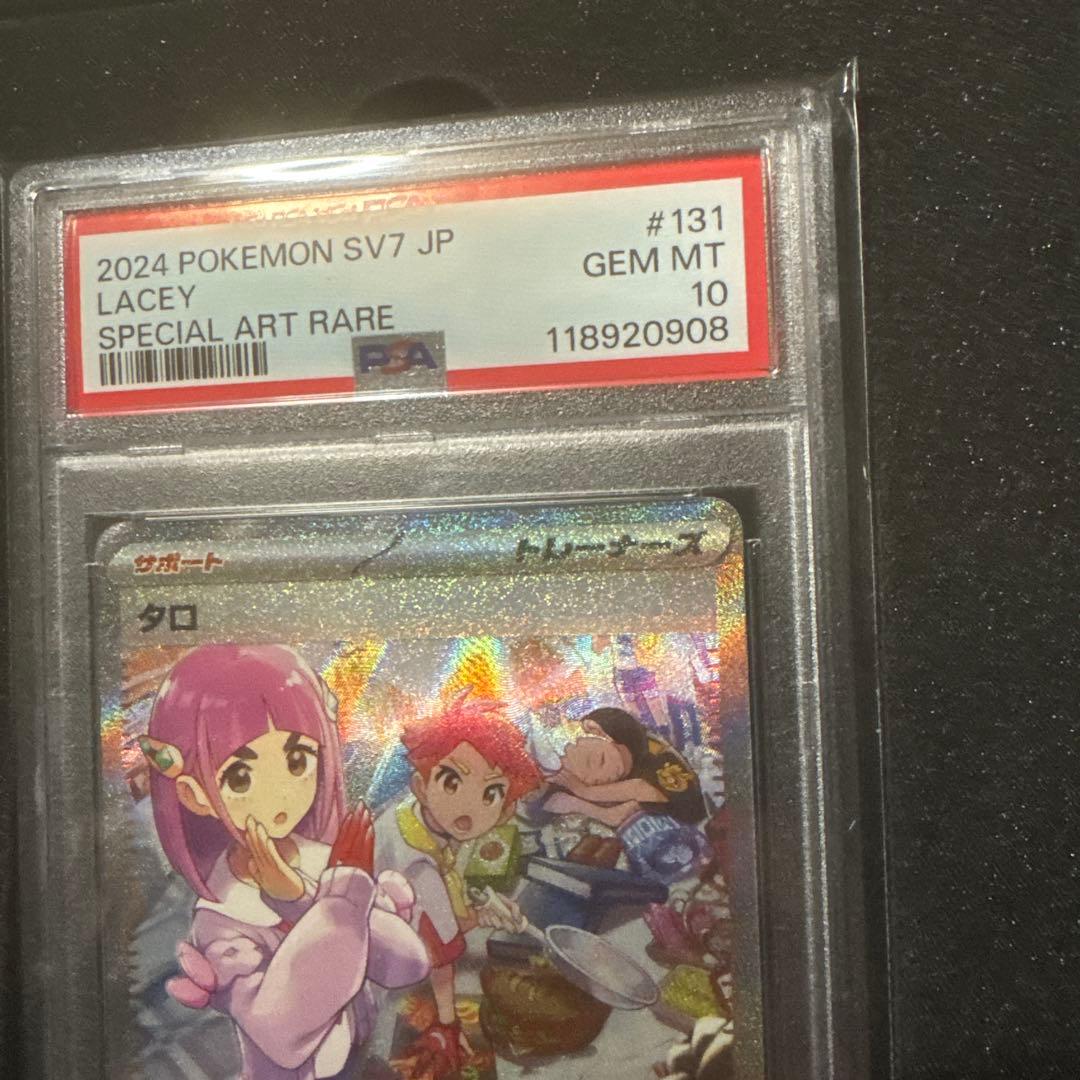 2024 POKEMON SV7 JP
LACEY
SPECIAL ART RARE
#131
GEM MT
10
118920908
PSA
サポート
トレーナーズ
タロ